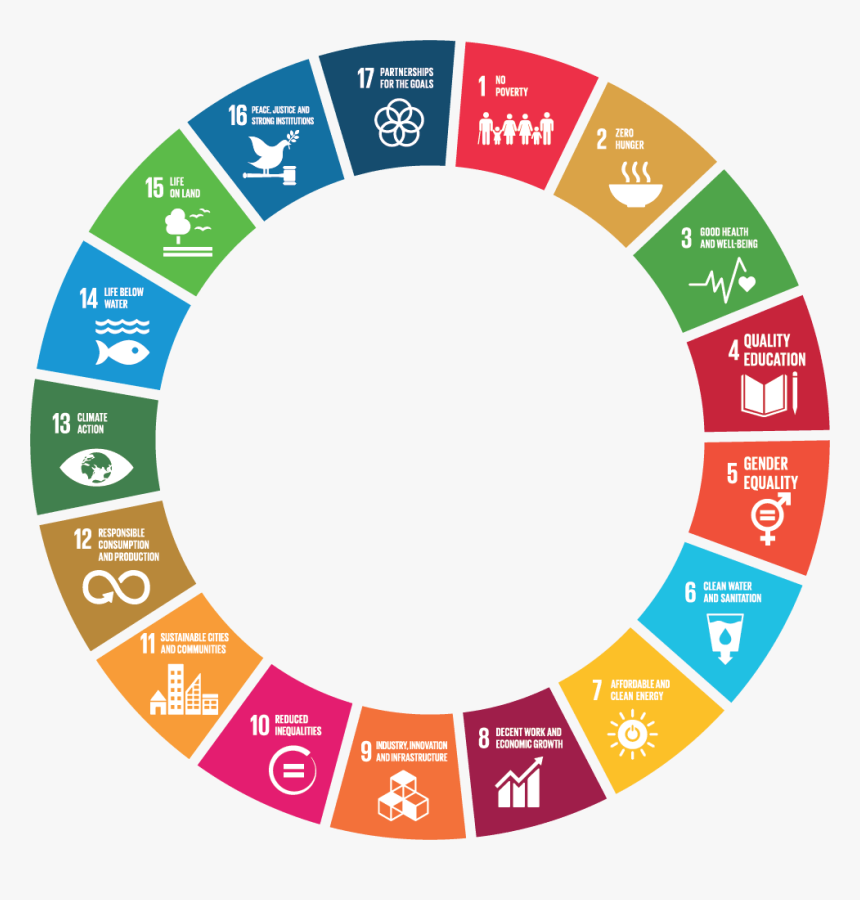 1 NO
POVERTY
2 ZERO
HUNGER
3 GOOD HEALTH
AND WELL-BEING
4 QUALITY
EDUCATION
5 GENDER
EQUALITY
6 CLEAN WATER
AND SANITATION
7 AFFORDABLE AND
CLEAN ENERGY
8 DECENT WORK AND
ECONOMIC GROWTH
9 INDUSTRY, INNOVATION
AND INFRASTRUCTURE
10 REDUCED
INEQUALITIES
11 SUSTAINABLE CITIES
AND COMMUNITIES
12 RESPONSIBLE
CONSUMPTION
AND PRODUCTION
13 CLIMATE
ACTION
14 LIFE BELOW
WATER
15 LIFE
ON LAND
16 PEACE, JUSTICE AND
STRONG INSTITUTIONS
17 PARTNERSHIPS
FOR THE GOALS